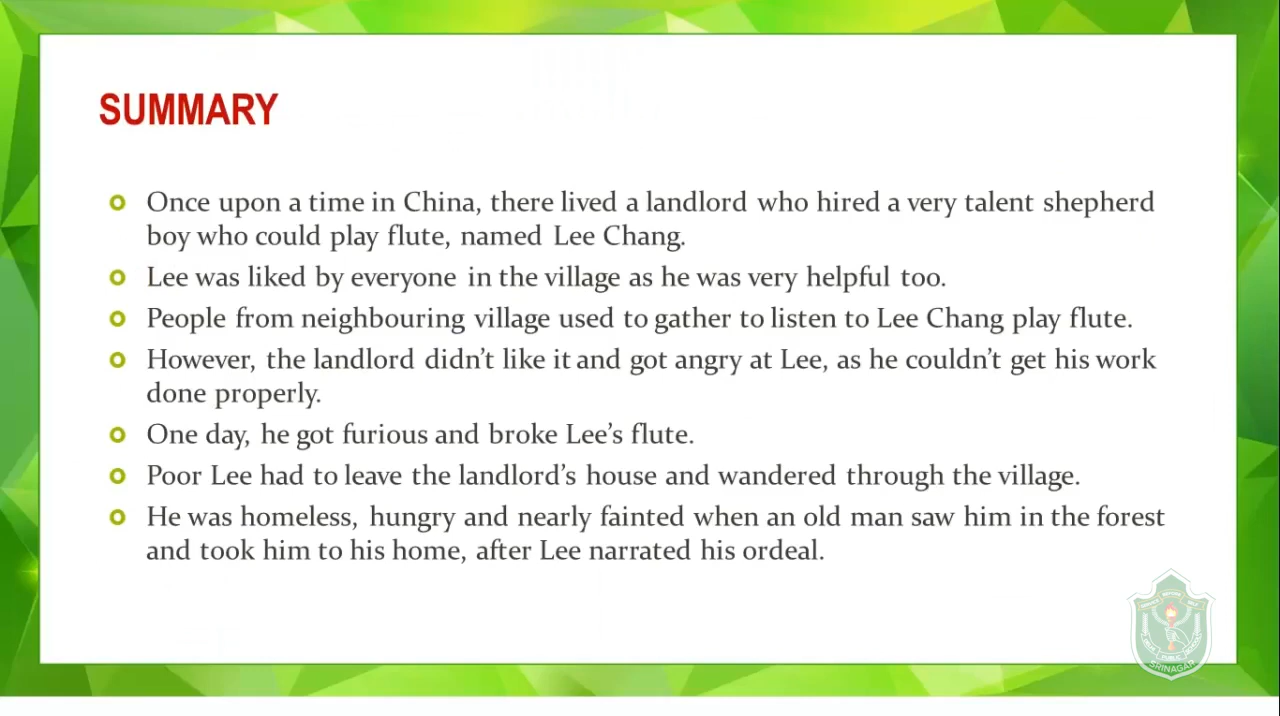 SUMMARY
Once upon a time in China, there lived a landlord who hired a very talent shepherd
boy who could play flute, named Lee Chang.
Lee was liked by everyone in the village as he was very helpful too.
People from neighbouring village used to gather to listen to Lee Chang play flute.
However, the landlord didn't like it and got angry at Lee, as he couldn't get his work
done properly.
One day, he got furious and broke Lee's flute.
Poor Lee had to leave the landlord's house and wandered through the village.
He was homeless, hungry and nearly fainted when an old man saw him in the forest
and took him to his home, after Lee narrated his ordeal.
SRINAGAR